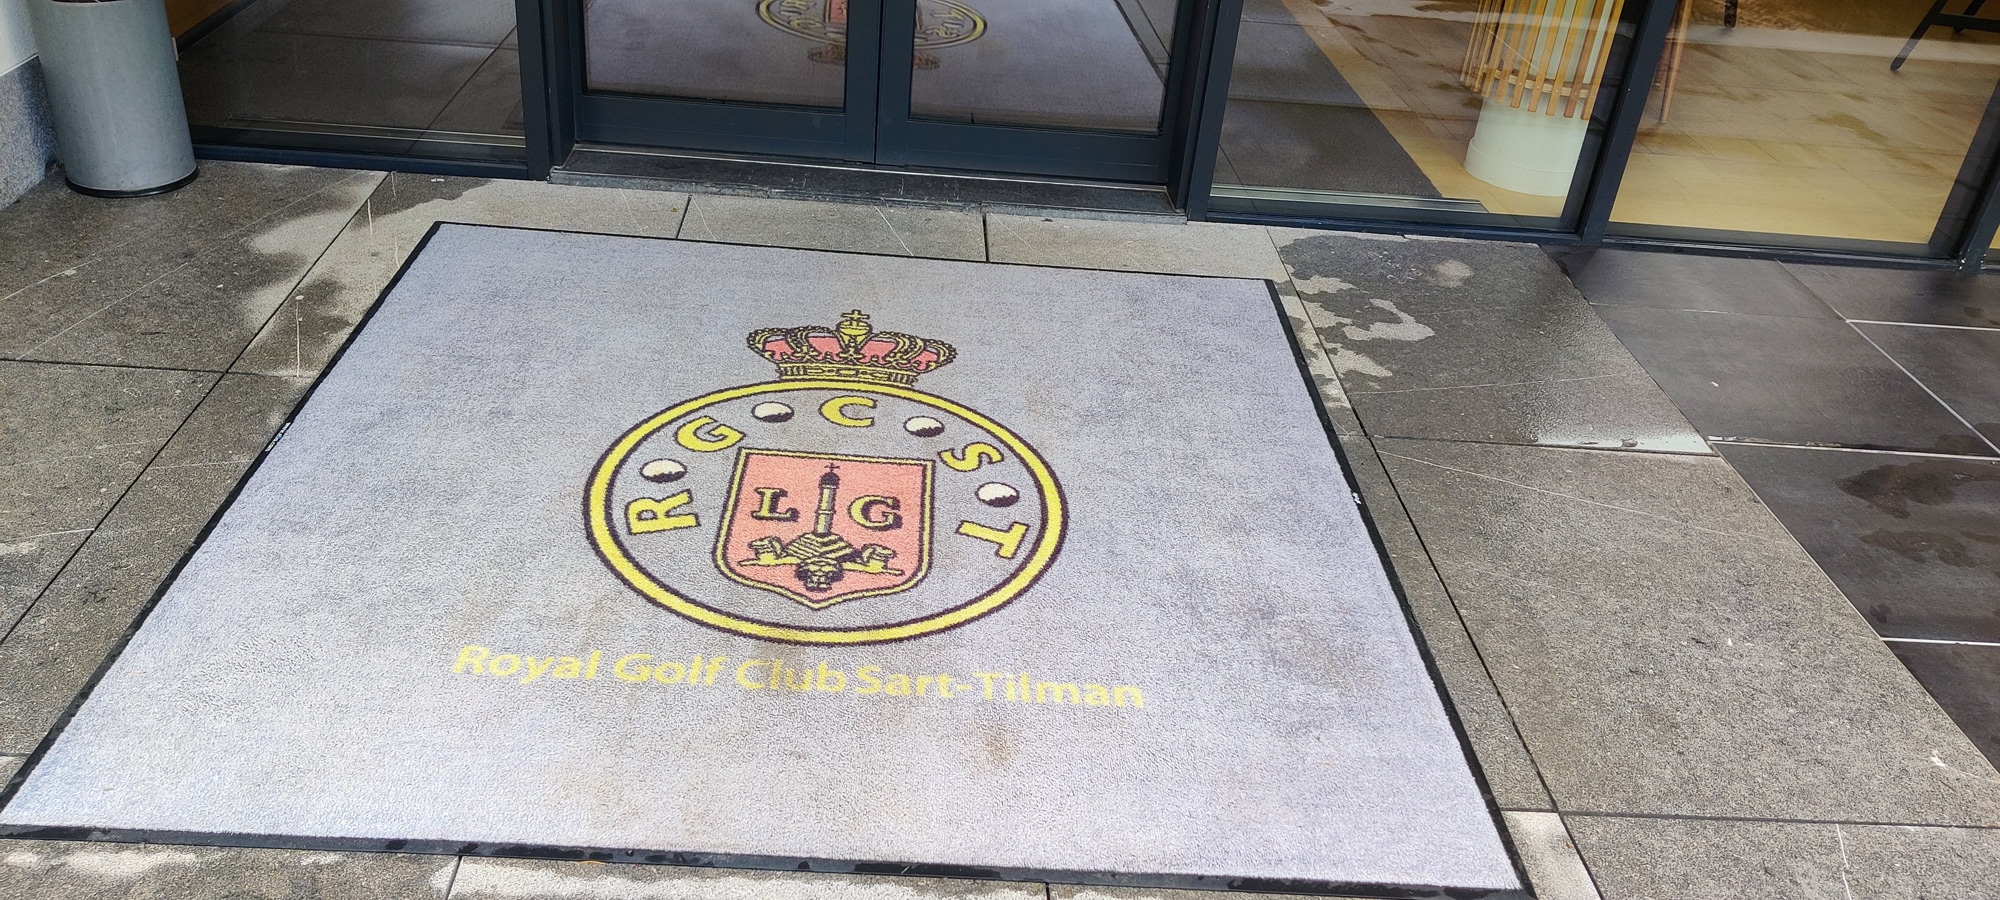 R G C S T
L G
Royal Golf Club Sart-Tilman